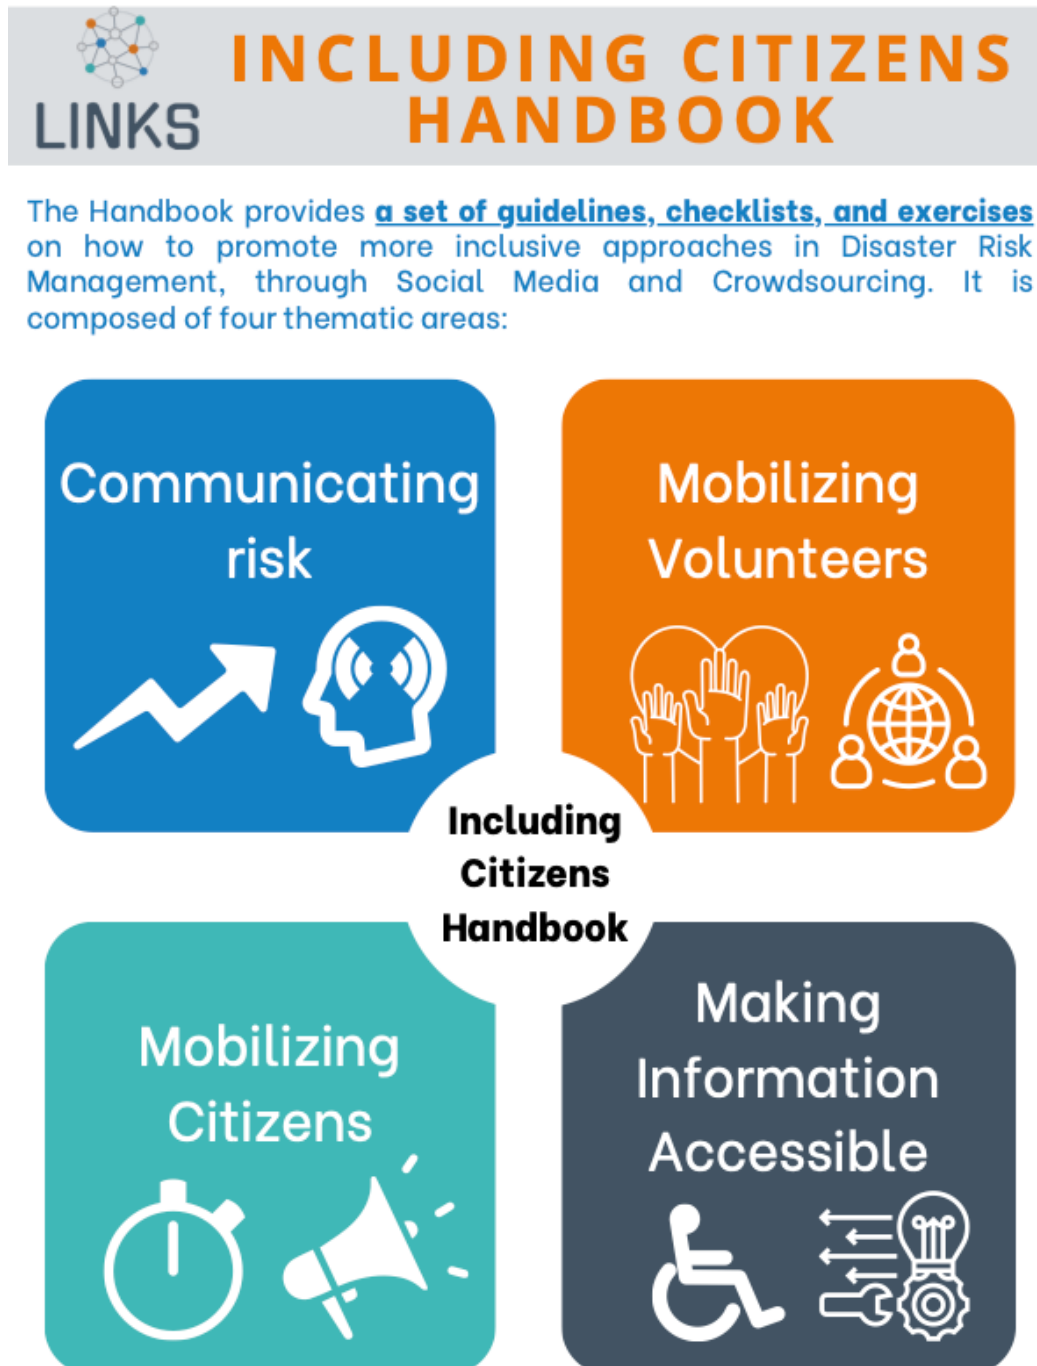 LINKS
INCLUDING CITIZENS
HANDBOOK
The Handbook provides a set of guidelines, checklists, and exercises
on how to promote more inclusive approaches in Disaster Risk
Management, through Social Media and Crowdsourcing. It is
composed of four thematic areas:
Communicating
risk
Mobilizing
Volunteers
Including
Citizens
Handbook
Mobilizing
Citizens
Making
Information
Accessible